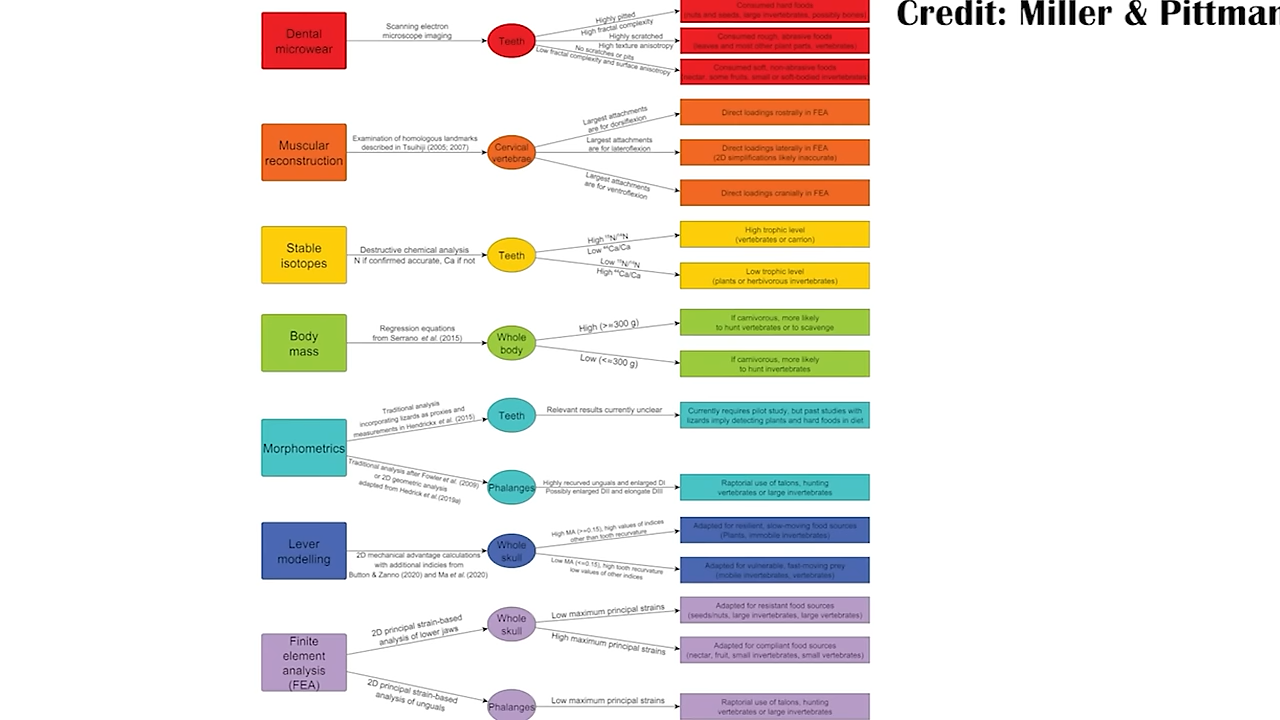 Credit: Miller & Pittman
Dental
microwear
Scanning electron
microscope imaging
Teeth
Highly pitted
High fractal complexity
Consumed hard foods
(nuts and seeds, large invertebrates, possibly bones)
Highly scratched
High texture anisotropy
Consumed rough, abrasive foods
(leaves and most other plant parts, vertebrates)
No scratches or pits
Low fractal complexity and surface anisotropy
Consumed soft, non-abrasive foods
(nectar, some fruits, small or soft-bodied invertebrates)
Muscular
reconstruction
Examination of homologous landmarks
described in Tsuihiji (2005; 2007)
Cervical
vertebrae
Largest attachments
are for dorsiflexion
Direct loadings rostrally in FEA
Largest attachments
are for lateroflexion
Direct loadings laterally in FEA
(2D simplifications likely inaccurate)
Largest attachments
are for ventroflexion
Direct loadings cranially in FEA
Stable
isotopes
Destructive chemical analysis
N if confirmed accurate, Ca if not
Teeth
High ¹⁵N/¹⁴N
Low ⁴⁴Ca/Ca
High trophic level
(vertebrates or carrion)
Low ¹⁵N/¹⁴N
High ⁴⁴Ca/Ca
Low trophic level
(plants or herbivorous invertebrates)
Body
mass
Regression equations
from Serrano et al. (2015)
Whole
body
High (>≈300 g)
If carnivorous, more likely
to hunt vertebrates or to scavenge
Low (<≈300 g)
If carnivorous, more likely
to hunt invertebrates
Morphometrics
Traditional analysis
incorporating lizards as proxies and
measurements in Hendrickx et al. (2015)
Teeth
Relevant results currently unclear
Currently requires pilot study, but past studies with
lizards imply detecting plants and hard foods in diet
Traditional analysis after Fowler et al. (2009)
or 2D geometric analysis
adapted from Hedrick et al.(2019a)
Phalanges
Highly recurved unguals and enlarged DI
Possibly enlarged DII and elongate DIII
Raptorial use of talons, hunting
vertebrates or large invertebrates
Lever
modelling
2D mechanical advantage calculations
with additional indicies from
Button & Zanno (2020) and Ma et al. (2020)
Whole
skull
High MA (>≈0.15), high values of indices
other than tooth recurvature
Adapted for resilient, slow-moving food sources
(Plants, immobile invertebrates)
Low MA (<≈0.15), high tooth recurvature
low values of other indices
Adapted for vulnerable, fast-moving prey
(mobile invertebrates, vertebrates)
Finite
element
analysis
(FEA)
2D principal strain-based
analysis of lower jaws
Whole
skull
Low maximum principal strains
Adapted for resistant food sources
(seeds/nuts, large invertebrates, large vertebrates)
High maximum principal strains
Adapted for compliant food sources
(nectar, fruit, small invertebrates, small vertebrates)
2D principal strain-based
analysis of unguals
Phalanges
Low maximum principal strains
Raptorial use of talons, hunting
vertebrates or large invertebrates